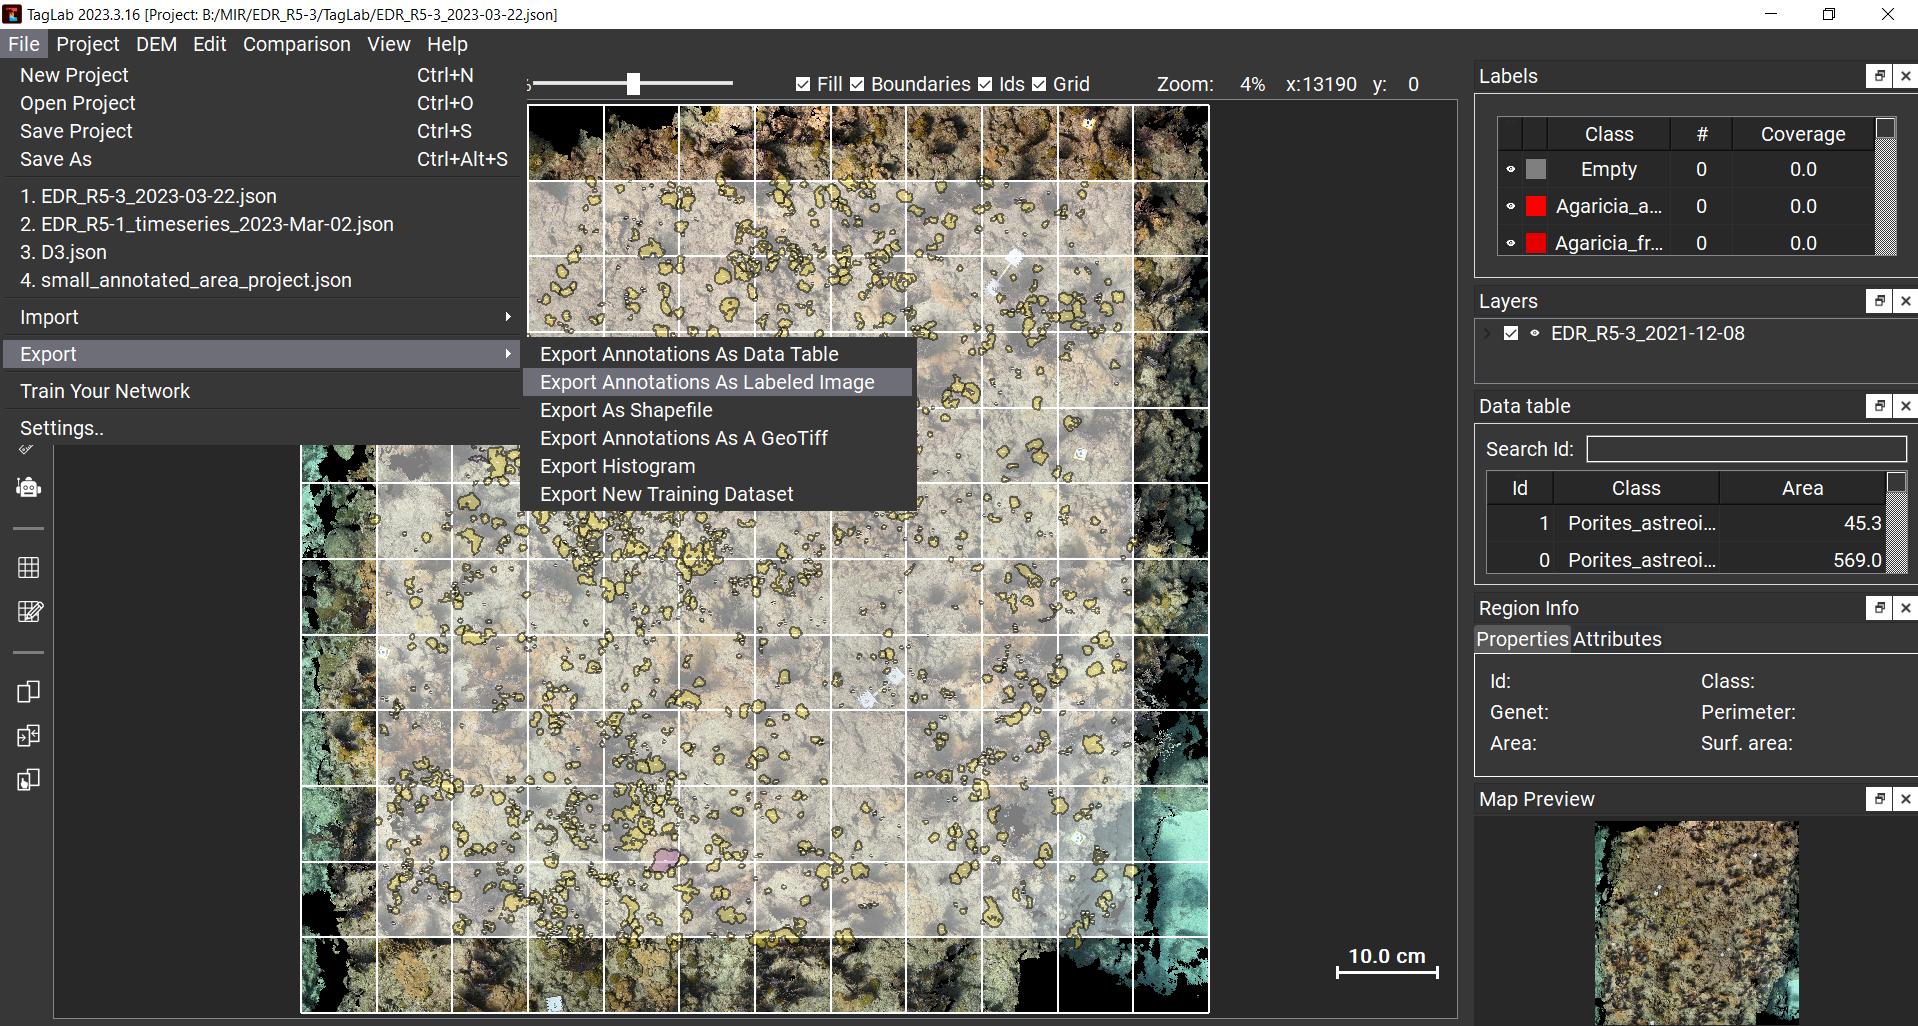 TagLab 2023.3.16 [Project: B:/MIR/EDR_R5-3/TagLab/EDR_R5-3_2023-03-22.json]
File Project DEM Edit Comparison View Help
New Project Ctrl+N
Open Project Ctrl+O
Save Project Ctrl+S
Save As Ctrl+Alt+S
1. EDR_R5-3_2023-03-22.json
2. EDR_R5-1_timeseries_2023-Mar-02.json
3. D3.json
4. small_annotated_area_project.json
Import
Export
Train Your Network
Settings..
Export Annotations As Data Table
Export Annotations As Labeled Image
Export As Shapefile
Export Annotations As A GeoTiff
Export Histogram
Export New Training Dataset
Fill Boundaries Ids Grid Zoom: 4% x:13190 y: 0
10.0 cm
Labels
Class # Coverage
Empty 0 0.0
Agaricia_a... 0 0.0
Agaricia_fr... 0 0.0
Layers
EDR_R5-3_2021-12-08
Data table
Search Id:
Id Class Area
1 Porites_astreoi... 45.3
0 Porites_astreoi... 569.0
Region Info
Properties Attributes
Id: Class:
Genet: Perimeter:
Area: Surf. area:
Map Preview